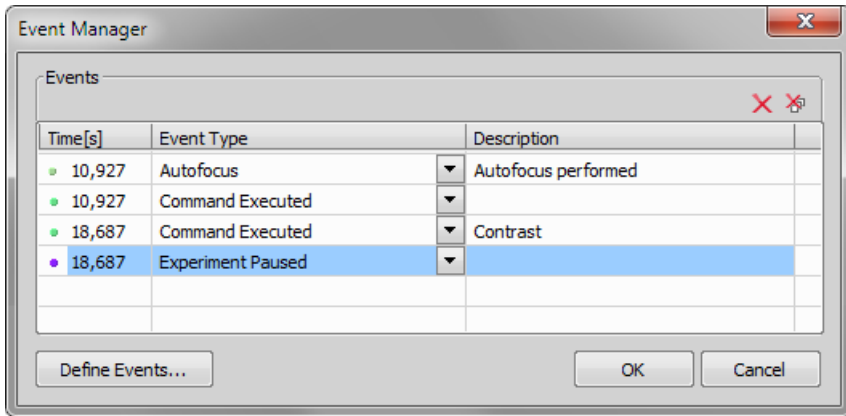 Event Manager
Events
Time[s] Event Type Description
10,927 Autofocus Autofocus performed
10,927 Command Executed
18,687 Command Executed Contrast
18,687 Experiment Paused
Define Events... OK Cancel